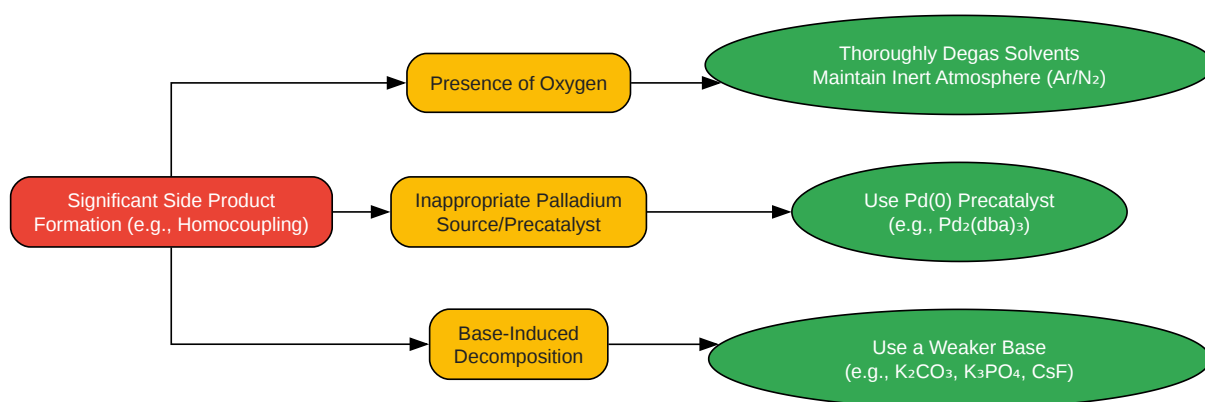 Significant Side Product
Formation (e.g., Homocoupling)
Presence of Oxygen
Thoroughly Degas Solvents
Maintain Inert Atmosphere (Ar/N₂)
Inappropriate Palladium
Source/Precatalyst
Use Pd(0) Precatalyst
(e.g., Pd₂(dba)₃)
Base-Induced
Decomposition
Use a Weaker Base
(e.g., K₂CO₃, K₃PO₄, CsF)